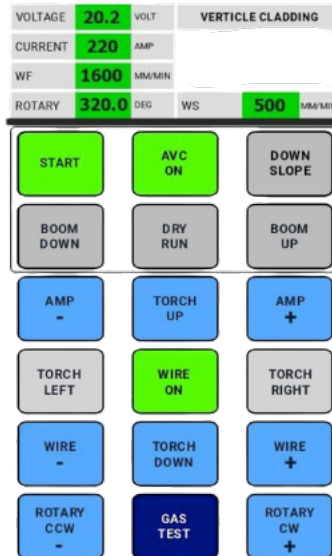 VOLTAGE 20.2 VOLT VERTICLE CLADDING
CURRENT 220 AMP
WF 1600 MM/MIN
ROTARY 320.0 DEG WS 500 MM/MIN
START
AVC
ON
DOWN
SLOPE
BOOM
DOWN
DRY
RUN
BOOM
UP
AMP
-
TORCH
UP
AMP
+
TORCH
LEFT
WIRE
ON
TORCH
RIGHT
WIRE
-
TORCH
DOWN
WIRE
+
ROTARY
CCW
-
GAS
TEST
ROTARY
CW
+